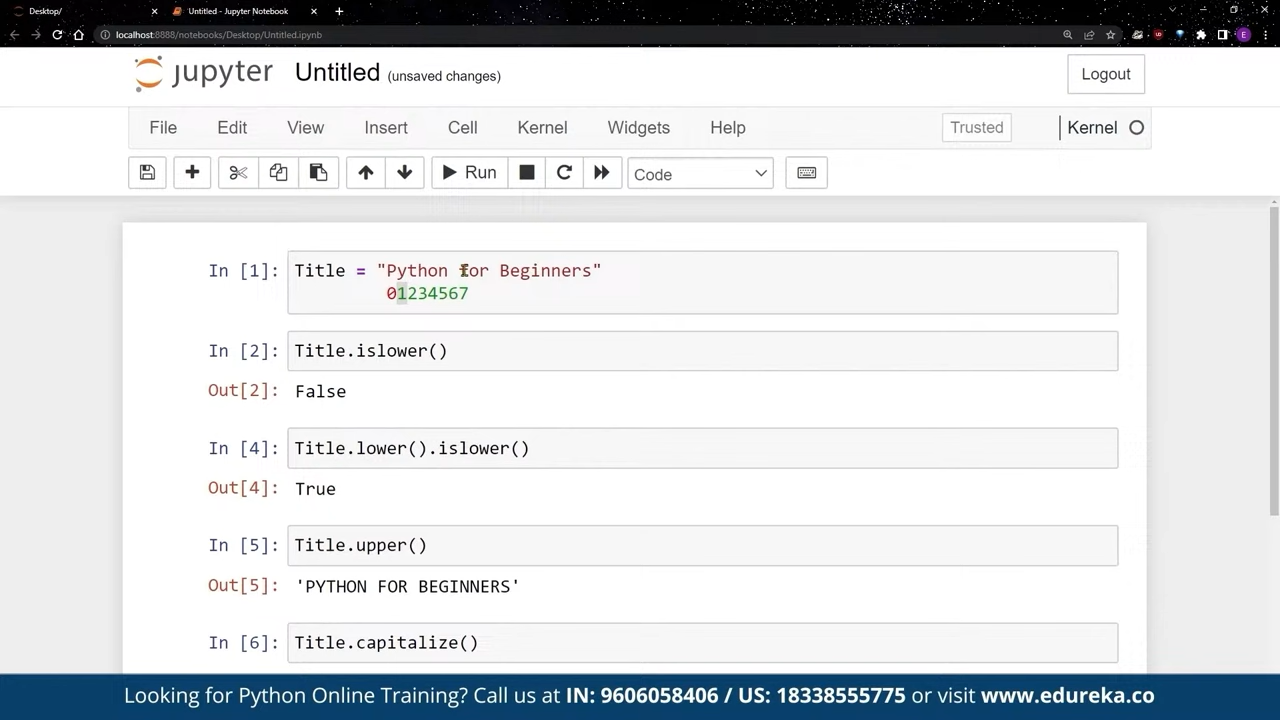 Desktop/
Untitled - Jupyter Notebook
localhost:8888/notebooks/Desktop/Untitled.ipynb
E
jupyter Untitled (unsaved changes)
Logout
File Edit View Insert Cell Kernel Widgets Help
Trusted
Kernel
Run
Code
In [1]: Title = "Python for Beginners"
01234567
In [2]: Title.islower()
Out[2]: False
In [4]: Title.lower().islower()
Out[4]: True
In [5]: Title.upper()
Out[5]: 'PYTHON FOR BEGINNERS'
In [6]: Title.capitalize()
Looking for Python Online Training? Call us at IN: 9606058406 / US: 18338555775 or visit www.edureka.co